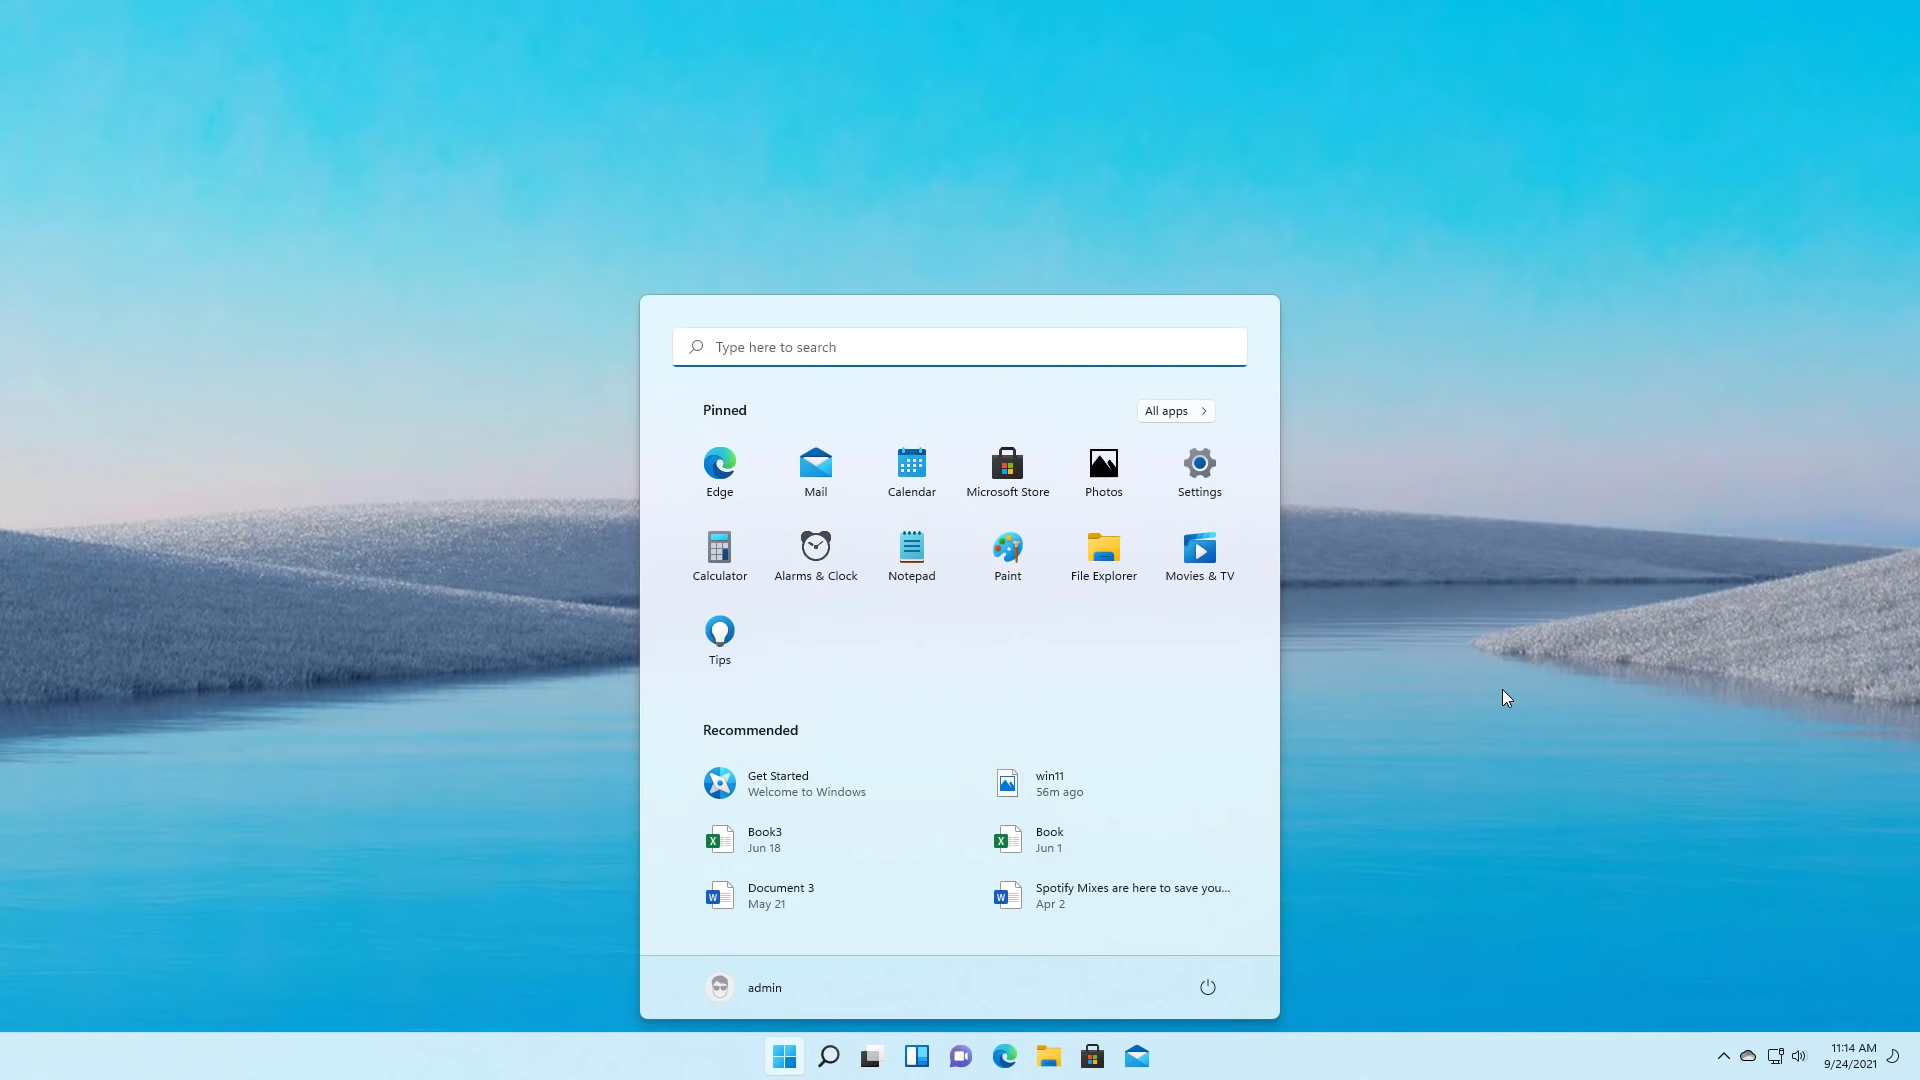 Type here to search
Pinned
All apps
Edge
Mail
Calendar
Microsoft Store
Photos
Settings
Calculator
Alarms & Clock
Notepad
Paint
File Explorer
Movies & TV
Tips
Recommended
Get Started
Welcome to Windows
win11
56m ago
Book3
Jun 18
Book
Jun 1
Document 3
May 21
Spotify Mixes are here to save you...
Apr 2
admin
11:14 AM
9/24/2021